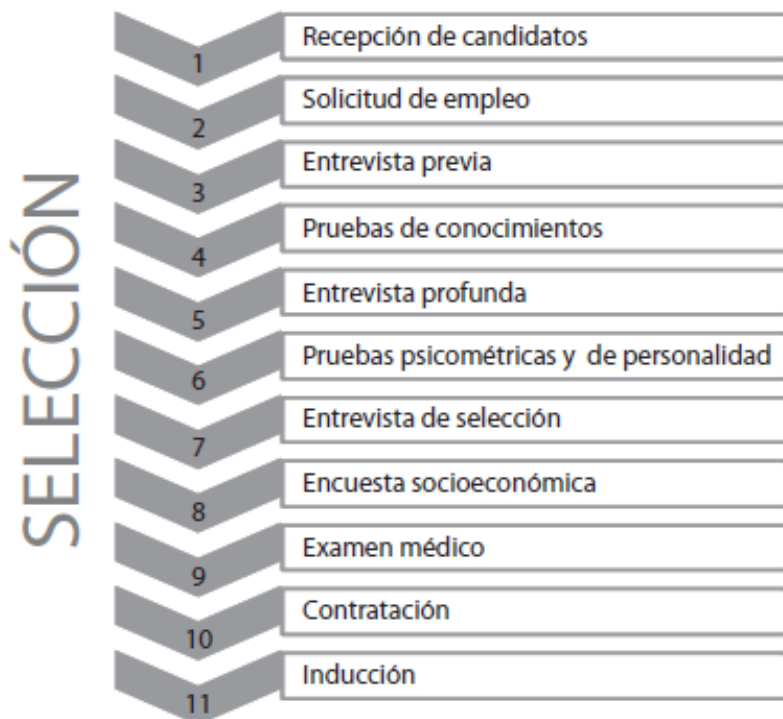 SELECCIÓN
1 Recepción de candidatos
2 Solicitud de empleo
3 Entrevista previa
4 Pruebas de conocimientos
5 Entrevista profunda
6 Pruebas psicométricas y de personalidad
7 Entrevista de selección
8 Encuesta socioeconómica
9 Examen médico
10 Contratación
11 Inducción